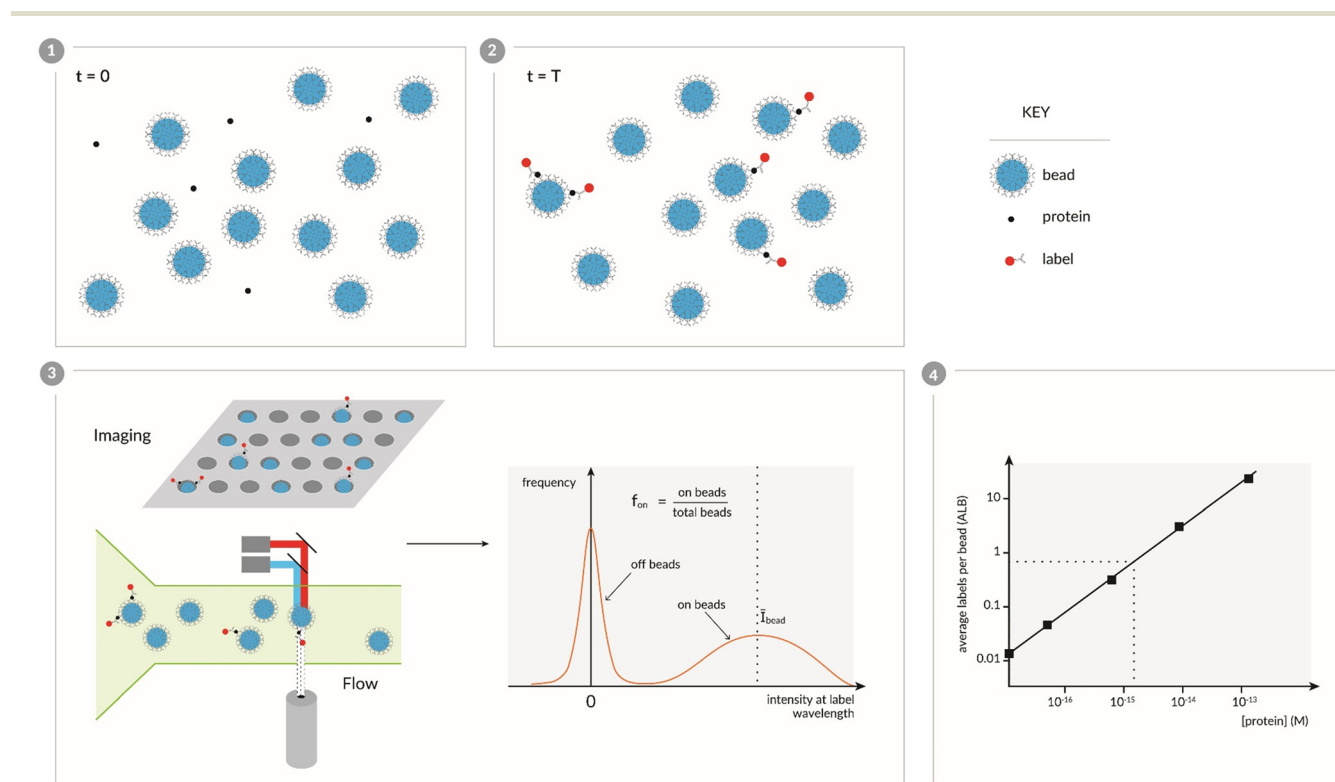 1
t = 0
2
t = T
KEY
bead
protein
label
3
Imaging
Flow
frequency
f_on = on beads / total beads
off beads
on beads
Ī_bead
0
intensity at label
wavelength
4
average labels per bead (ALB)
10
1
0.1
0.01
10⁻¹⁶
10⁻¹⁵
10⁻¹⁴
10⁻¹³
[protein] (M)